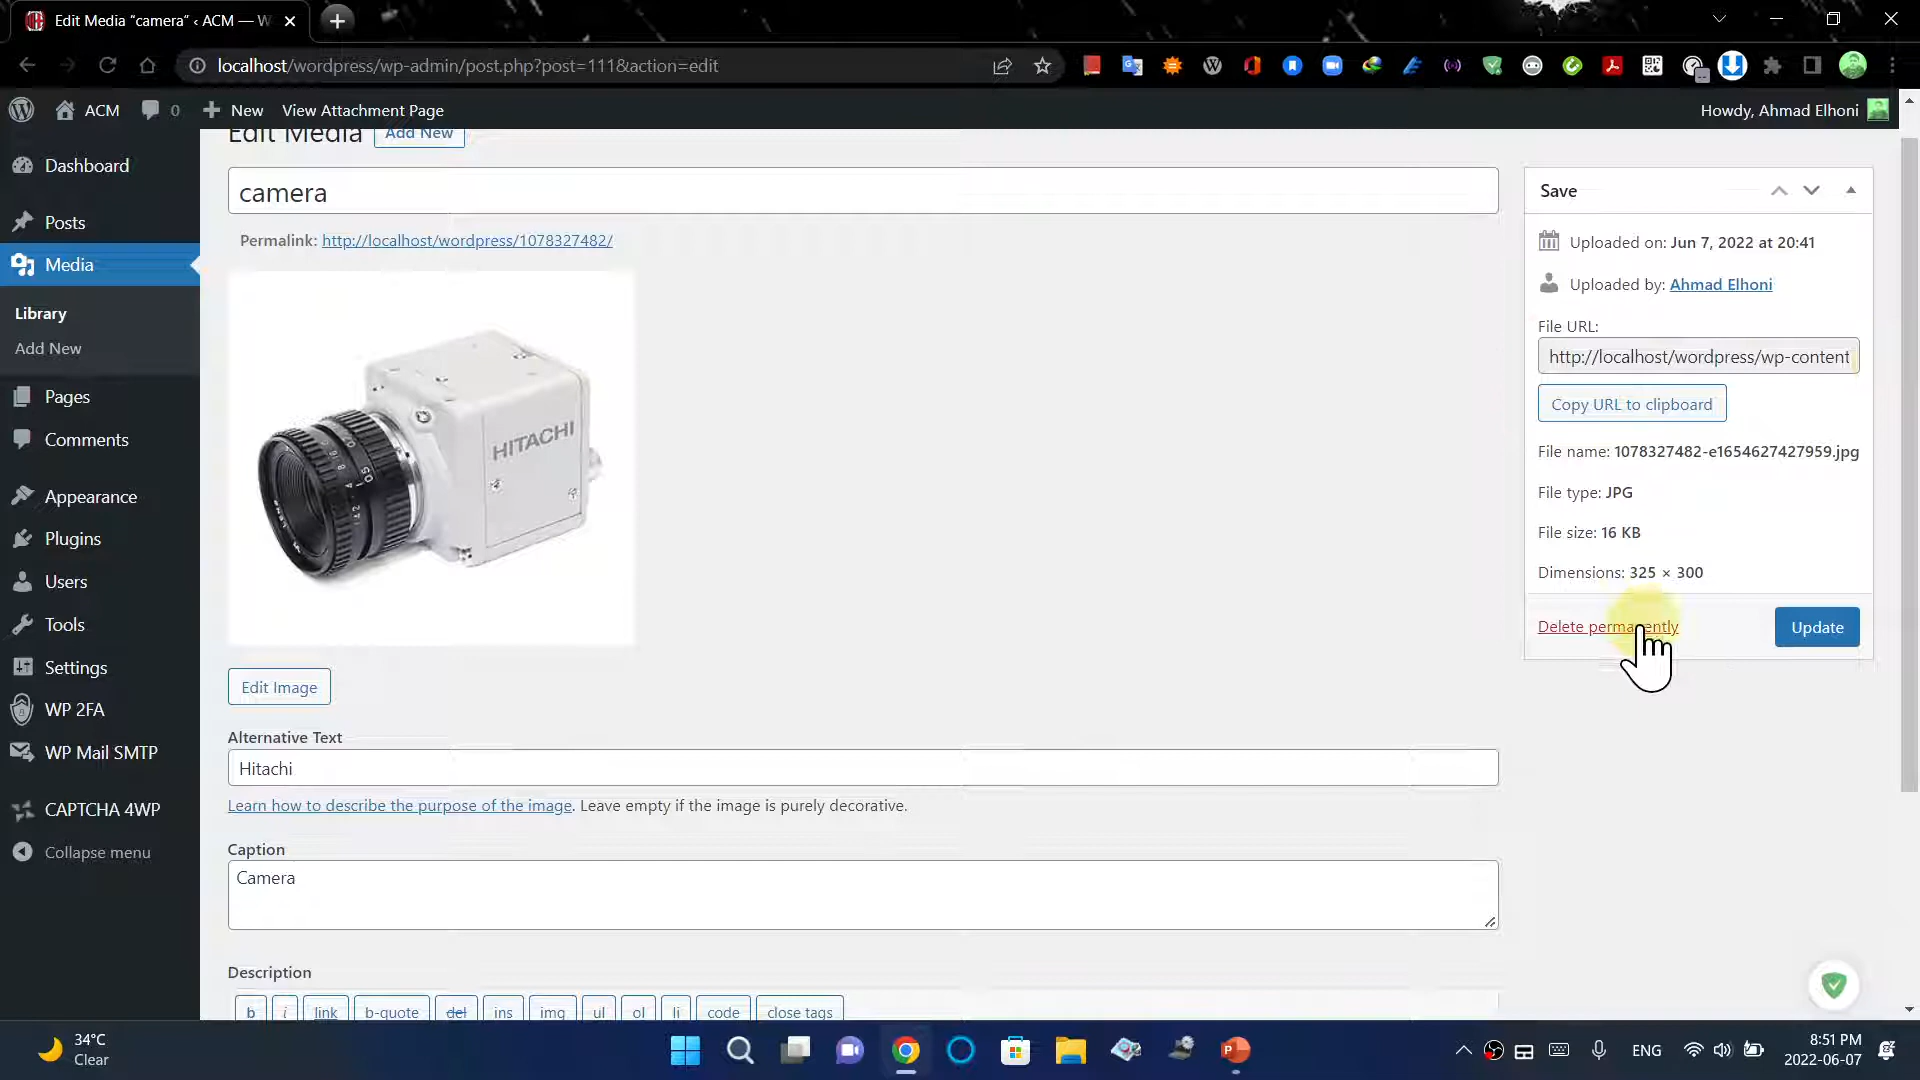 Edit Media “camera” ‹ ACM — W
localhost/wordpress/wp-admin/post.php?post=111&action=edit
ACM
0
New
View Attachment Page
Howdy, Ahmad Elhoni
Dashboard
Posts
Media
Library
Add New
Pages
Comments
Appearance
Plugins
Users
Tools
Settings
WP 2FA
WP Mail SMTP
CAPTCHA 4WP
Collapse menu
Edit Media
Add New
camera
Permalink: http://localhost/wordpress/1078327482/
HITACHI
Edit Image
Alternative Text
Hitachi
Learn how to describe the purpose of the image. Leave empty if the image is purely decorative.
Caption
Camera
Description
b i link b-quote del ins img ul ol li code close tags
Save
Uploaded on: Jun 7, 2022 at 20:41
Uploaded by: Ahmad Elhoni
File URL:
http://localhost/wordpress/wp-content
Copy URL to clipboard
File name: 1078327482-e1654627427959.jpg
File type: JPG
File size: 16 KB
Dimensions: 325 × 300
Delete permanently
Update
34°C
Clear
ENG
8:51 PM
2022-06-07